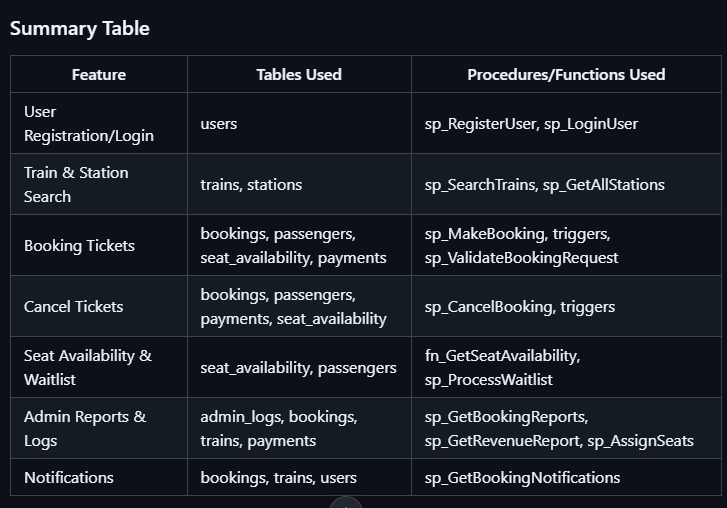 Summary Table
Feature Tables Used Procedures/Functions Used
User
Registration/Login
users
sp_RegisterUser, sp_LoginUser
Train & Station
Search
trains, stations
sp_SearchTrains, sp_GetAllStations
Booking Tickets
bookings, passengers,
seat_availability, payments
sp_MakeBooking, triggers,
sp_ValidateBookingRequest
Cancel Tickets
bookings, passengers,
payments, seat_availability
sp_CancelBooking, triggers
Seat Availability &
Waitlist
seat_availability, passengers
fn_GetSeatAvailability,
sp_ProcessWaitlist
Admin Reports &
Logs
admin_logs, bookings,
trains, payments
sp_GetBookingReports,
sp_GetRevenueReport, sp_AssignSeats
Notifications
bookings, trains, users
sp_GetBookingNotifications